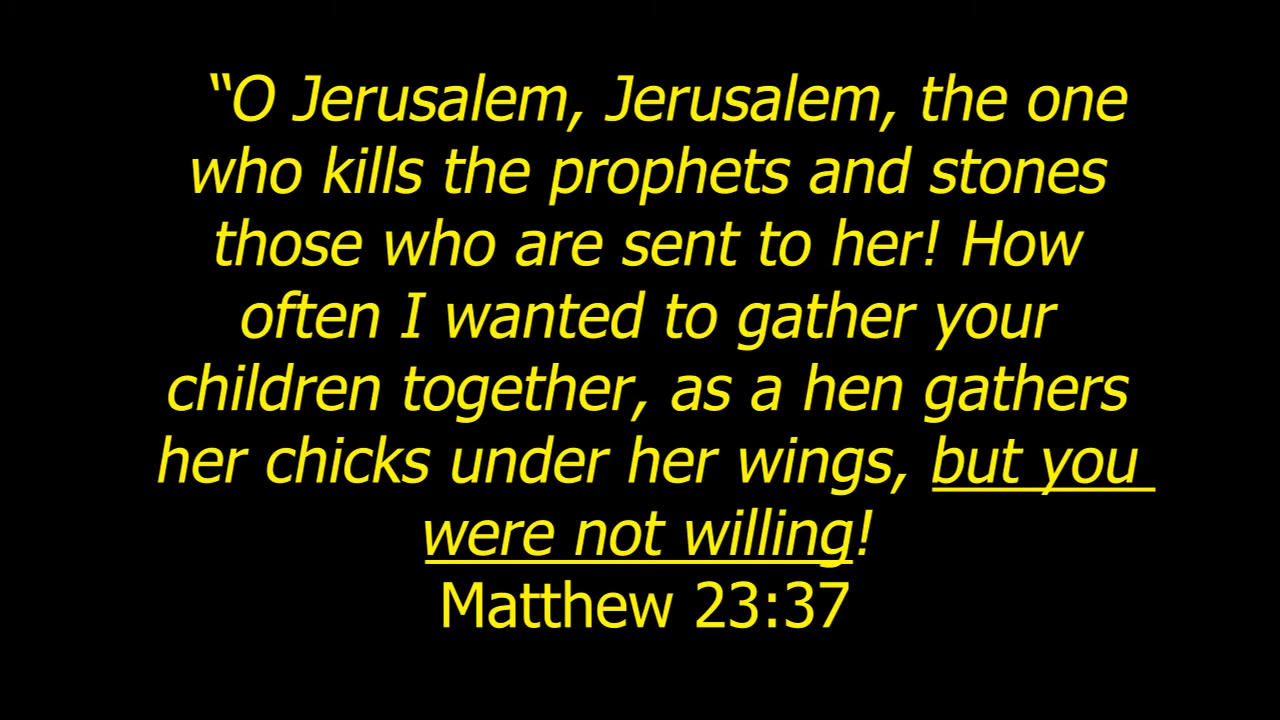 “O Jerusalem, Jerusalem, the one
who kills the prophets and stones
those who are sent to her! How
often I wanted to gather your
children together, as a hen gathers
her chicks under her wings, but you
were not willing!
Matthew 23:37